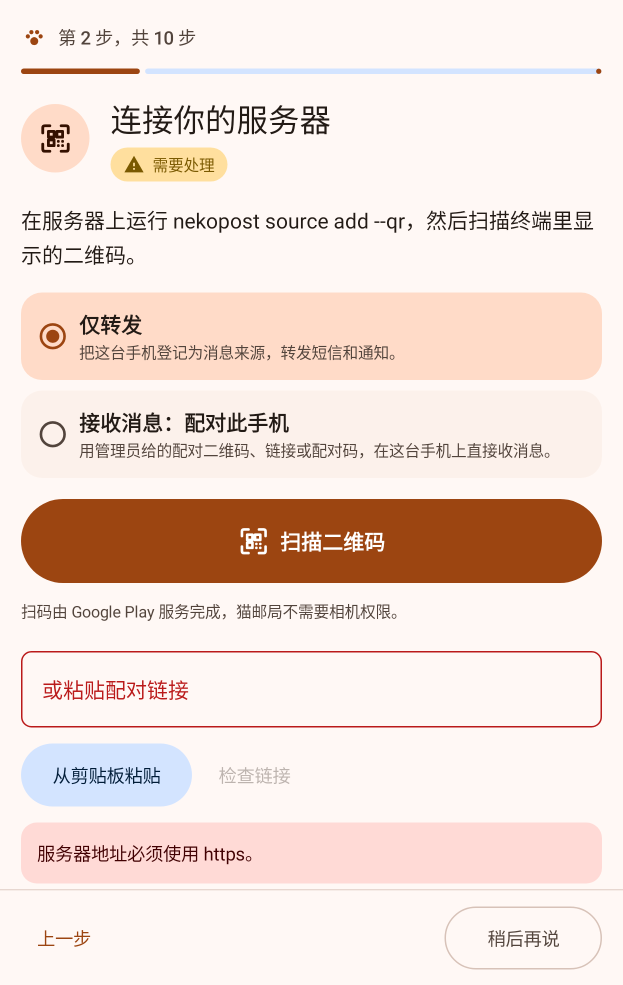 第 2 步，共 10 步
连接你的服务器
需要处理
在服务器上运行 nekopost source add --qr，然后扫描终端里显
示的二维码。
仅转发
把这台手机登记为消息来源，转发短信和通知。
接收消息：配对此手机
用管理员给的配对二维码、链接或配对码，在这台手机上直接接收消息。
扫描二维码
扫码由 Google Play 服务完成，猫邮局不需要相机权限。
或粘贴配对链接
从剪贴板粘贴
检查链接
服务器地址必须使用 https。
上一步
稍后再说